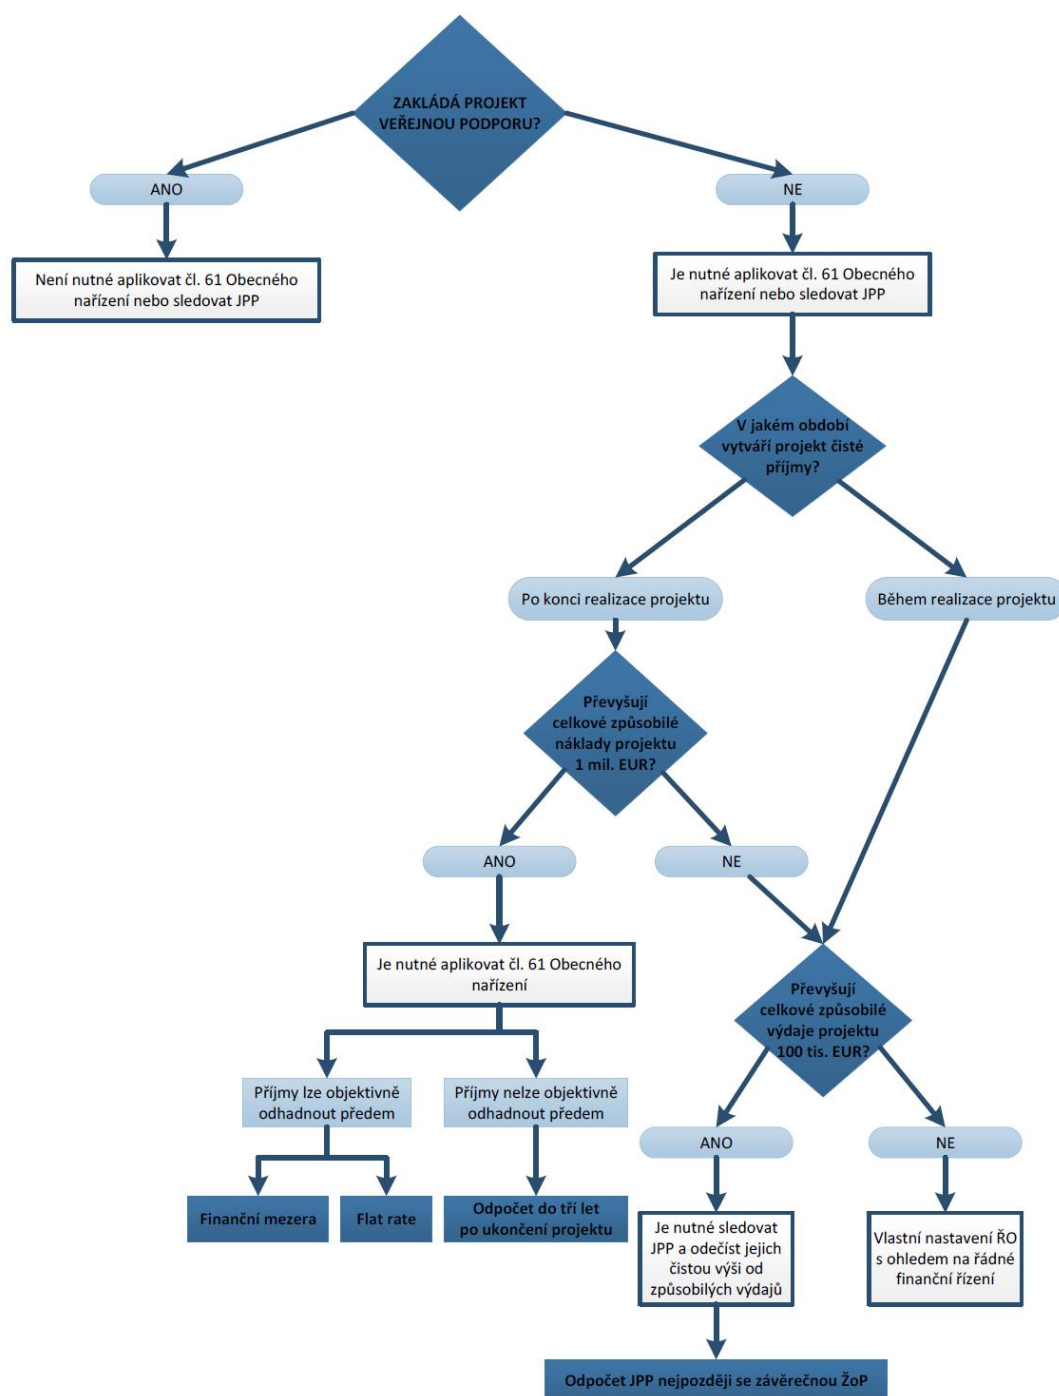 ZAKLÁDÁ PROJEKT
VEŘEJNOU PODPORU?
ANO
NE
Není nutné aplikovat čl. 61 Obecného
nařízení nebo sledovat JPP
Je nutné aplikovat čl. 61 Obecného
nařízení nebo sledovat JPP
V jakém období
vytváří projekt čisté
příjmy?
Po konci realizace projektu
Během realizace projektu
Převyšují
celkové způsobilé
náklady projektu
1 mil. EUR?
ANO
NE
Je nutné aplikovat čl. 61 Obecného
nařízení
Převyšují
celkové způsobilé
výdaje projektu
100 tis. EUR?
Příjmy lze objektivně
odhadnout předem
Příjmy nelze objektivně
odhadnout předem
ANO
NE
Finanční mezera
Flat rate
Odpočet do tří let
po ukončení projektu
Je nutné sledovat
JPP a odečíst jejich
čistou výši od
způsobilých výdajů
Vlastní nastavení ŘO
s ohledem na řádné
finanční řízení
Odpočet JPP nejpozději se závěrečnou ŽoP